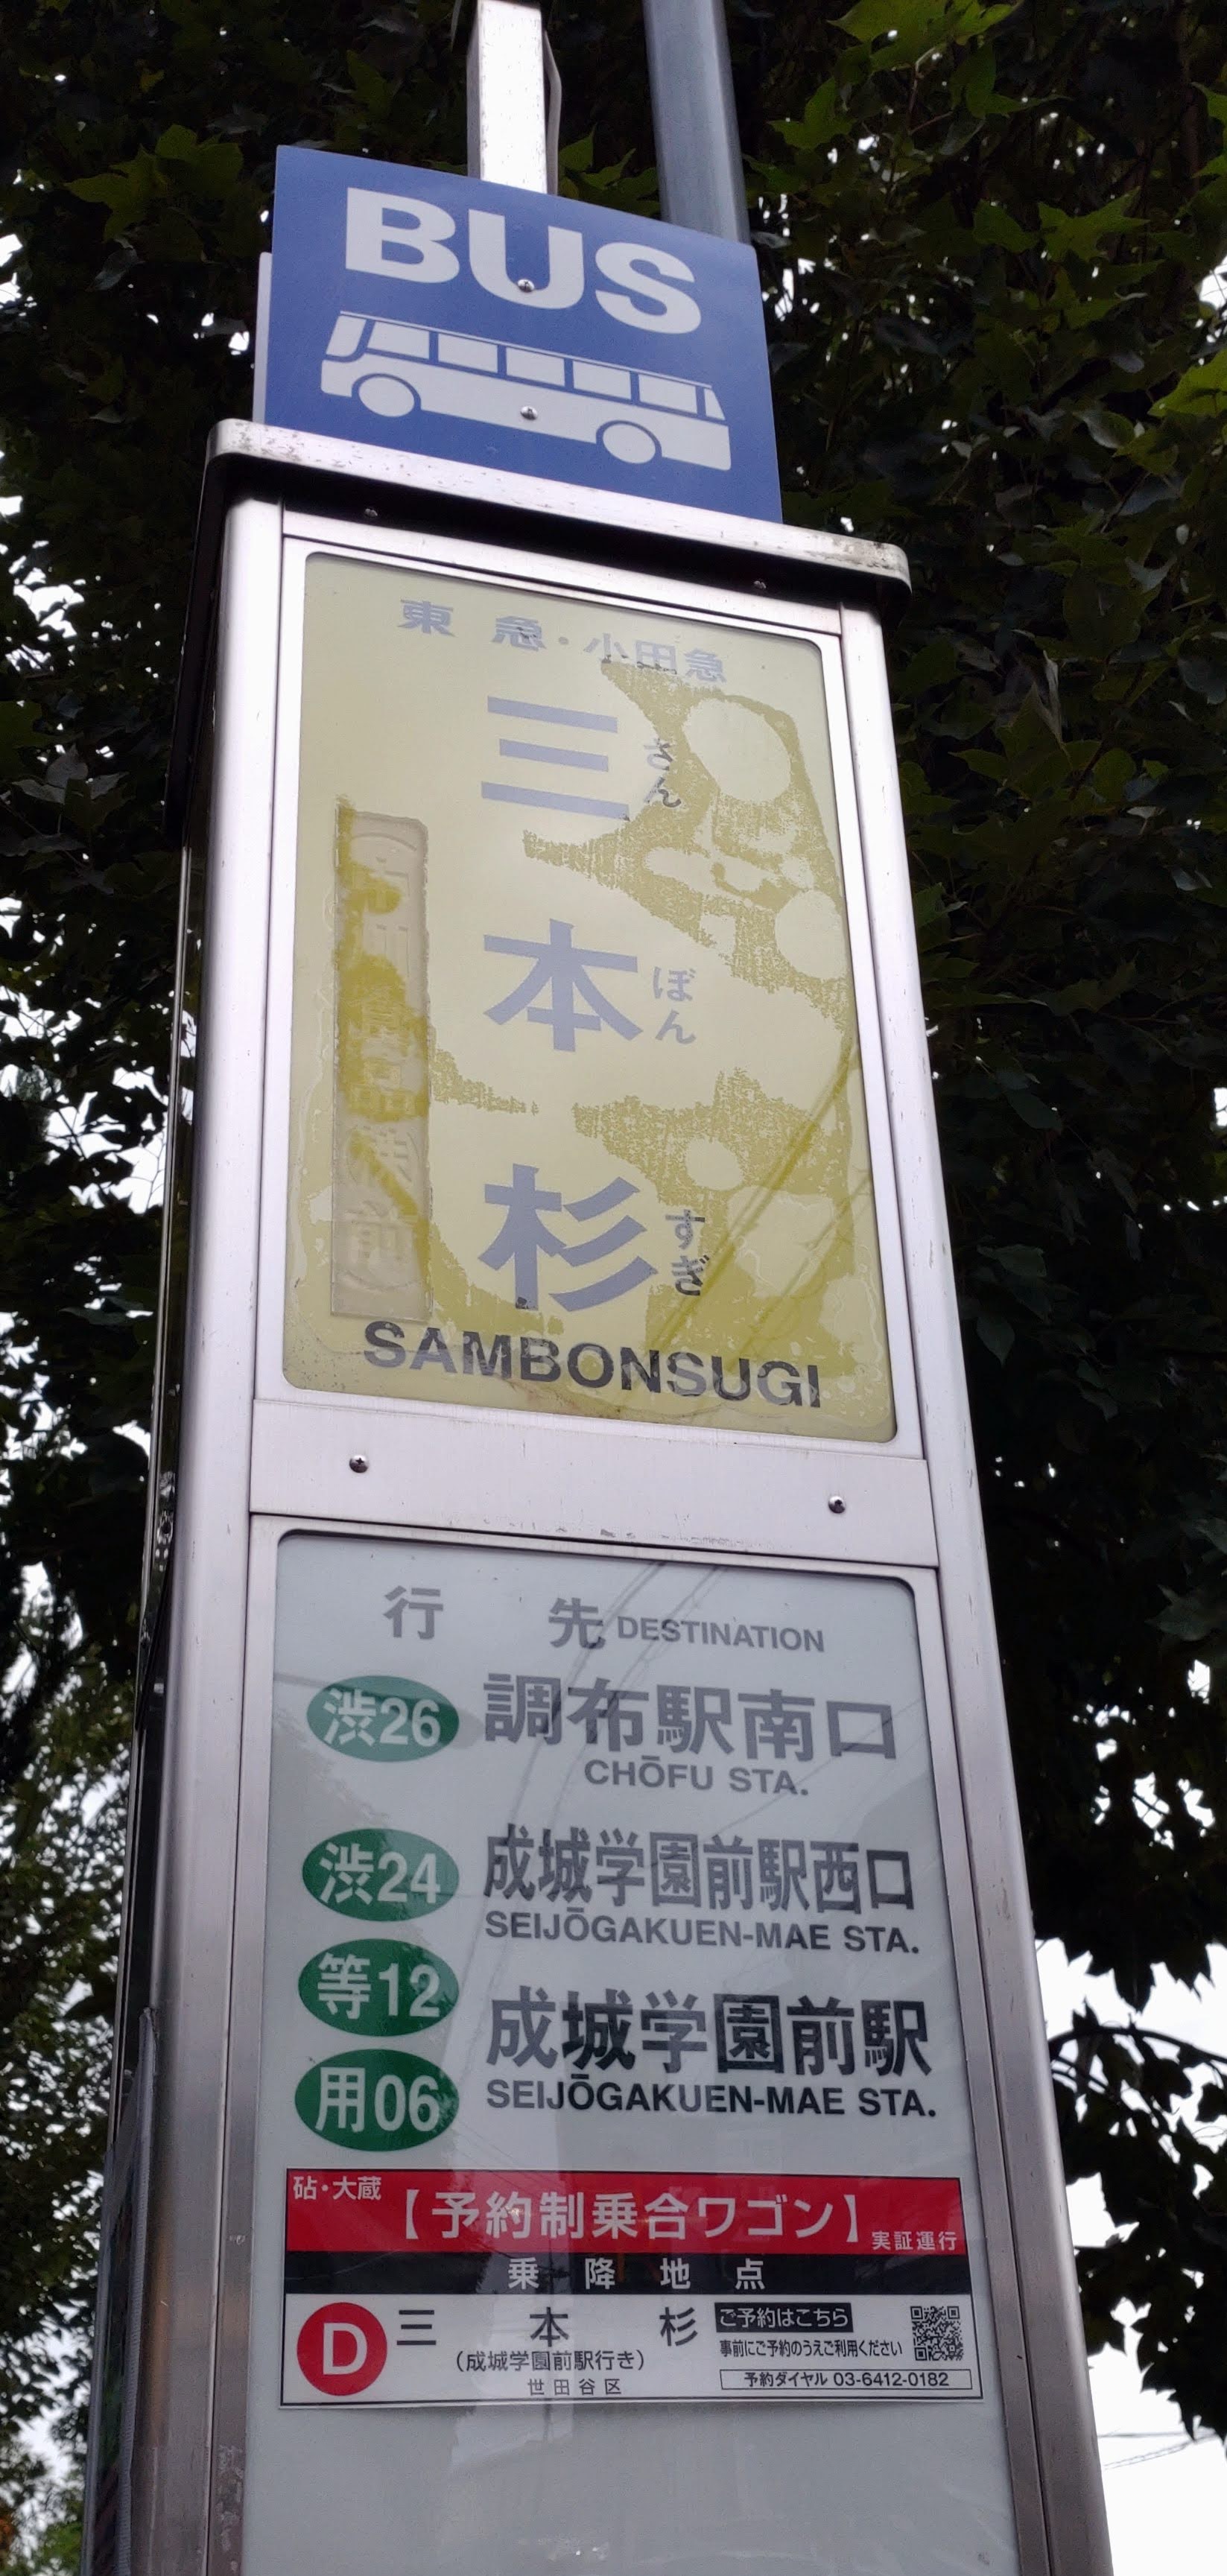 BUS
東急・小田急
三本杉
さんぼんすぎ
SAMBONSUGI
行先 DESTINATION
渋26 調布駅南口
CHŌFU STA.
渋24 成城学園前駅西口
SEIJŌGAKUEN-MAE STA.
等12 成城学園前駅
用06 SEIJŌGAKUEN-MAE STA.
砧・大蔵
【予約制乗合ワゴン】
実証運行
乗降地点
D 三本杉
(成城学園前駅行き)
世田谷区
ご予約はこちら
事前にご予約のうえご利用ください
予約ダイヤル 03-6412-0182